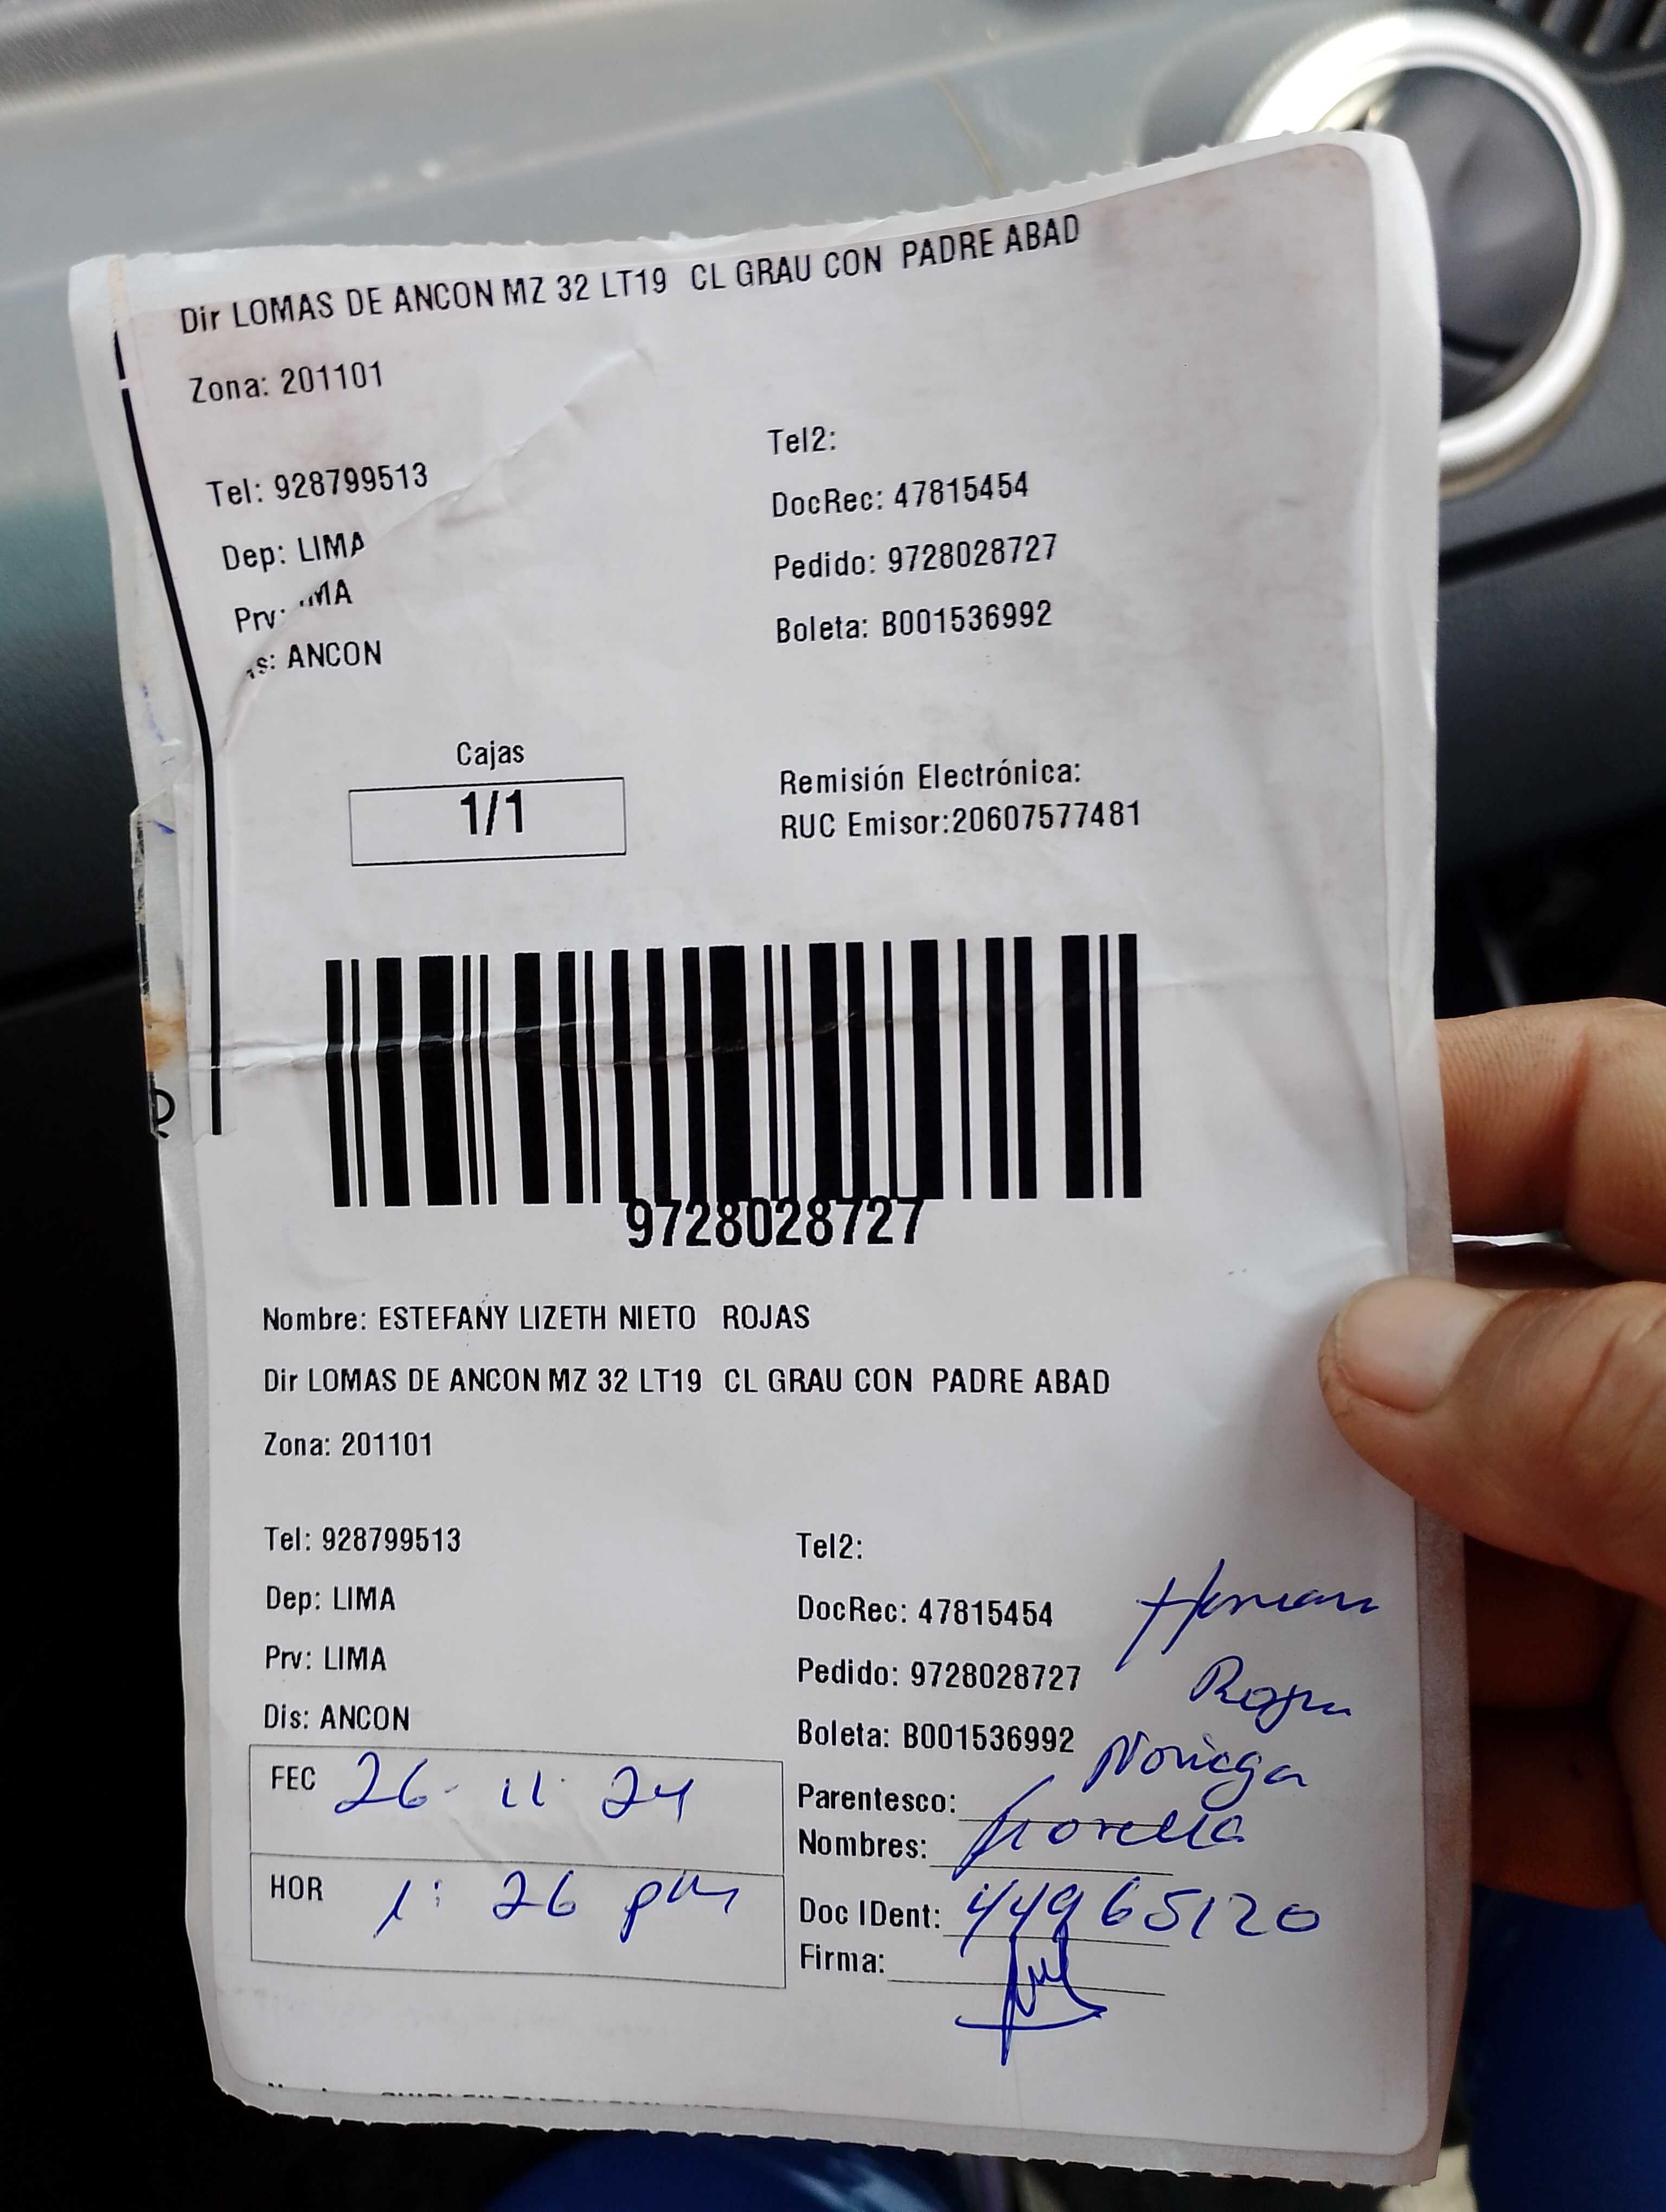 Dir LOMAS DE ANCON MZ 32 LT19 CL GRAU CON PADRE ABAD
Zona: 201101
Tel2:
Tel: 928799513
DocRec: 47815454
Dep: LIMA
Pedido: 9728028727
Prv: MA
Boleta: B001536992
s: ANCON
Cajas
1/1
Remisión Electrónica:
RUC Emisor:20607577481
9728028727
Nombre: ESTEFANY LIZETH NIETO ROJAS
Dir LOMAS DE ANCON MZ 32 LT19 CL GRAU CON PADRE ABAD
Zona: 201101
Tel: 928799513
Tel2:
Dep: LIMA
DocRec: 47815454
Prv: LIMA
Pedido: 9728028727
Dis: ANCON
Boleta: B001536992
Noriega
FEC 26 11 24
Parentesco:
Nombres: Fiorella
HOR 1:26 pm
Doc IDent: 44965120
Firma: